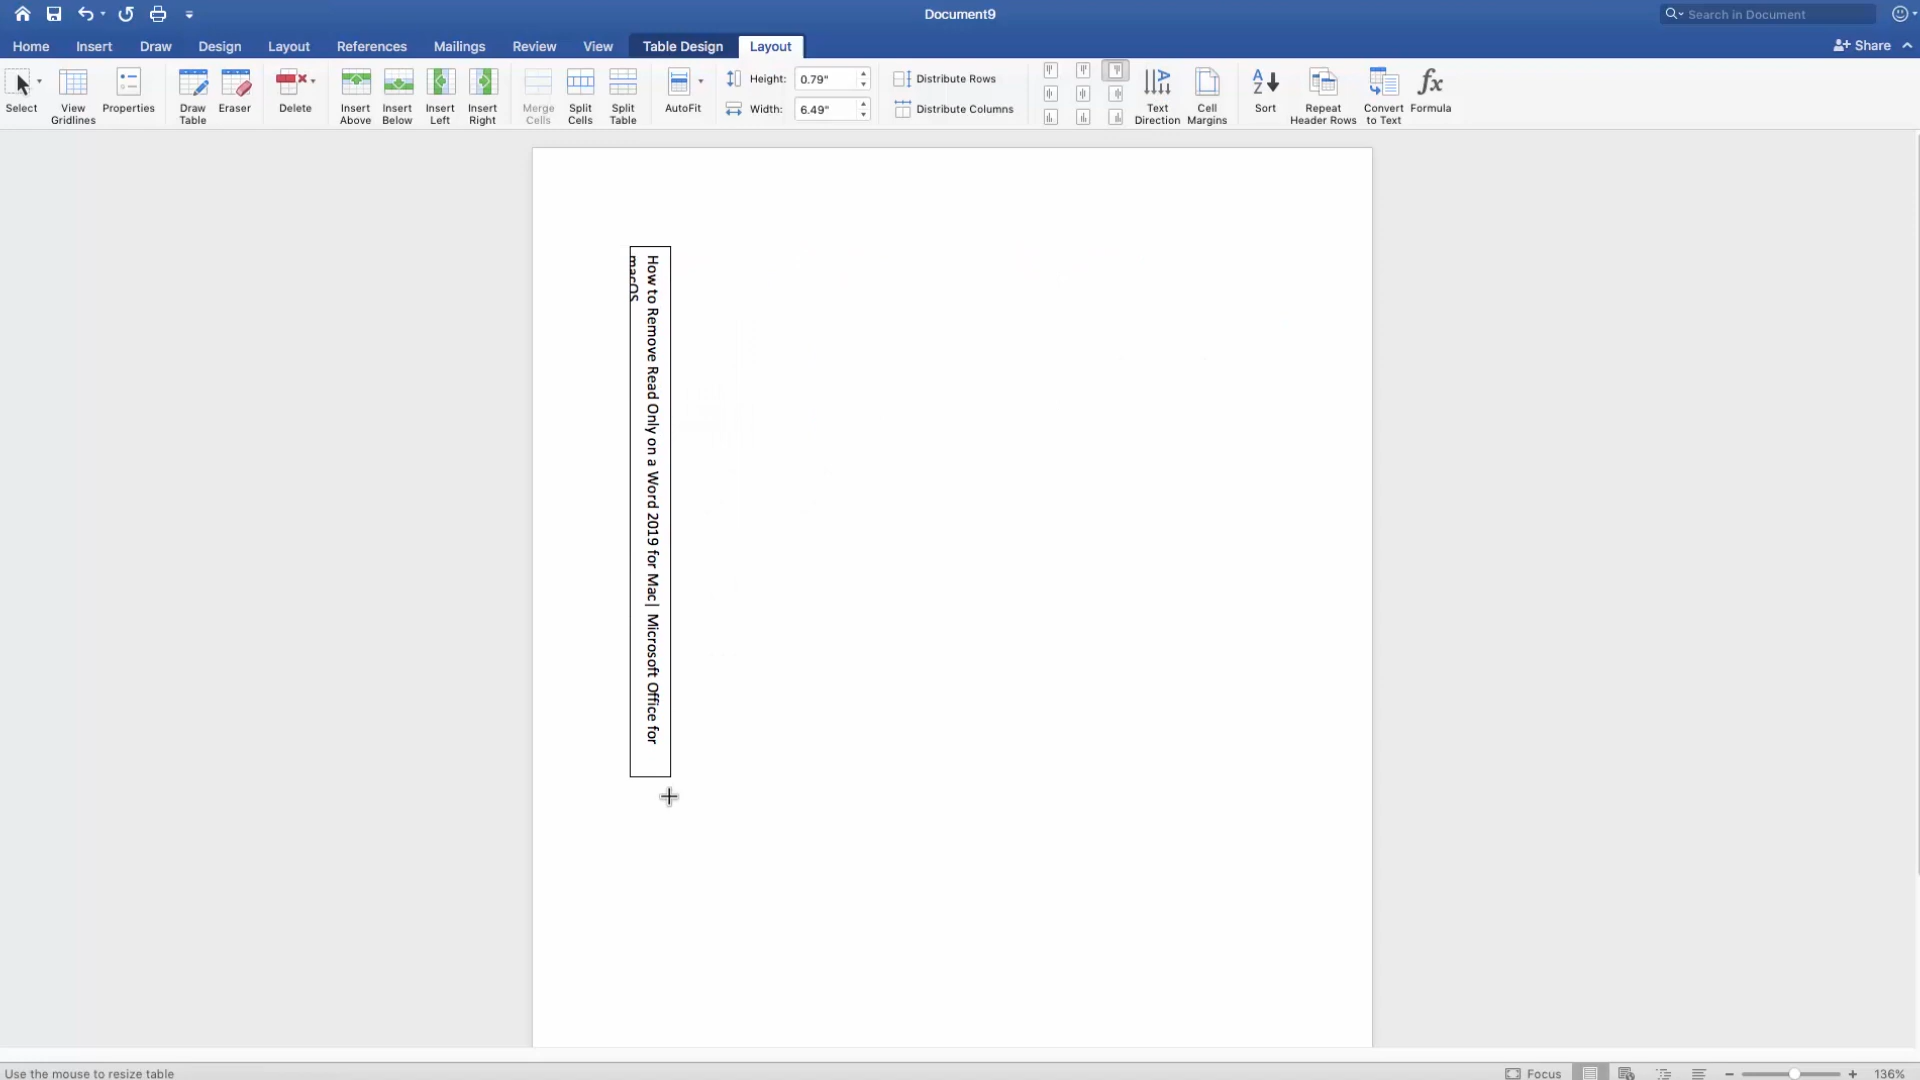 Document9
Search in Document
Home
Insert
Draw
Design
Layout
References
Mailings
Review
View
Table Design
Layout
Share
Select
View
Gridlines
Properties
Draw
Table
Eraser
Delete
Insert
Above
Insert
Below
Insert
Left
Insert
Right
Merge
Cells
Split
Cells
Split
Table
AutoFit
Height: 0.79"
Width: 6.49"
Distribute Rows
Distribute Columns
Text
Direction
Cell
Margins
A
Z
Sort
Repeat
Header Rows
Convert
to Text
fx
Formula
How to Remove Read Only on a Word 2019 for Mac| Microsoft Office for
macOS
Use the mouse to resize table
Focus
136%